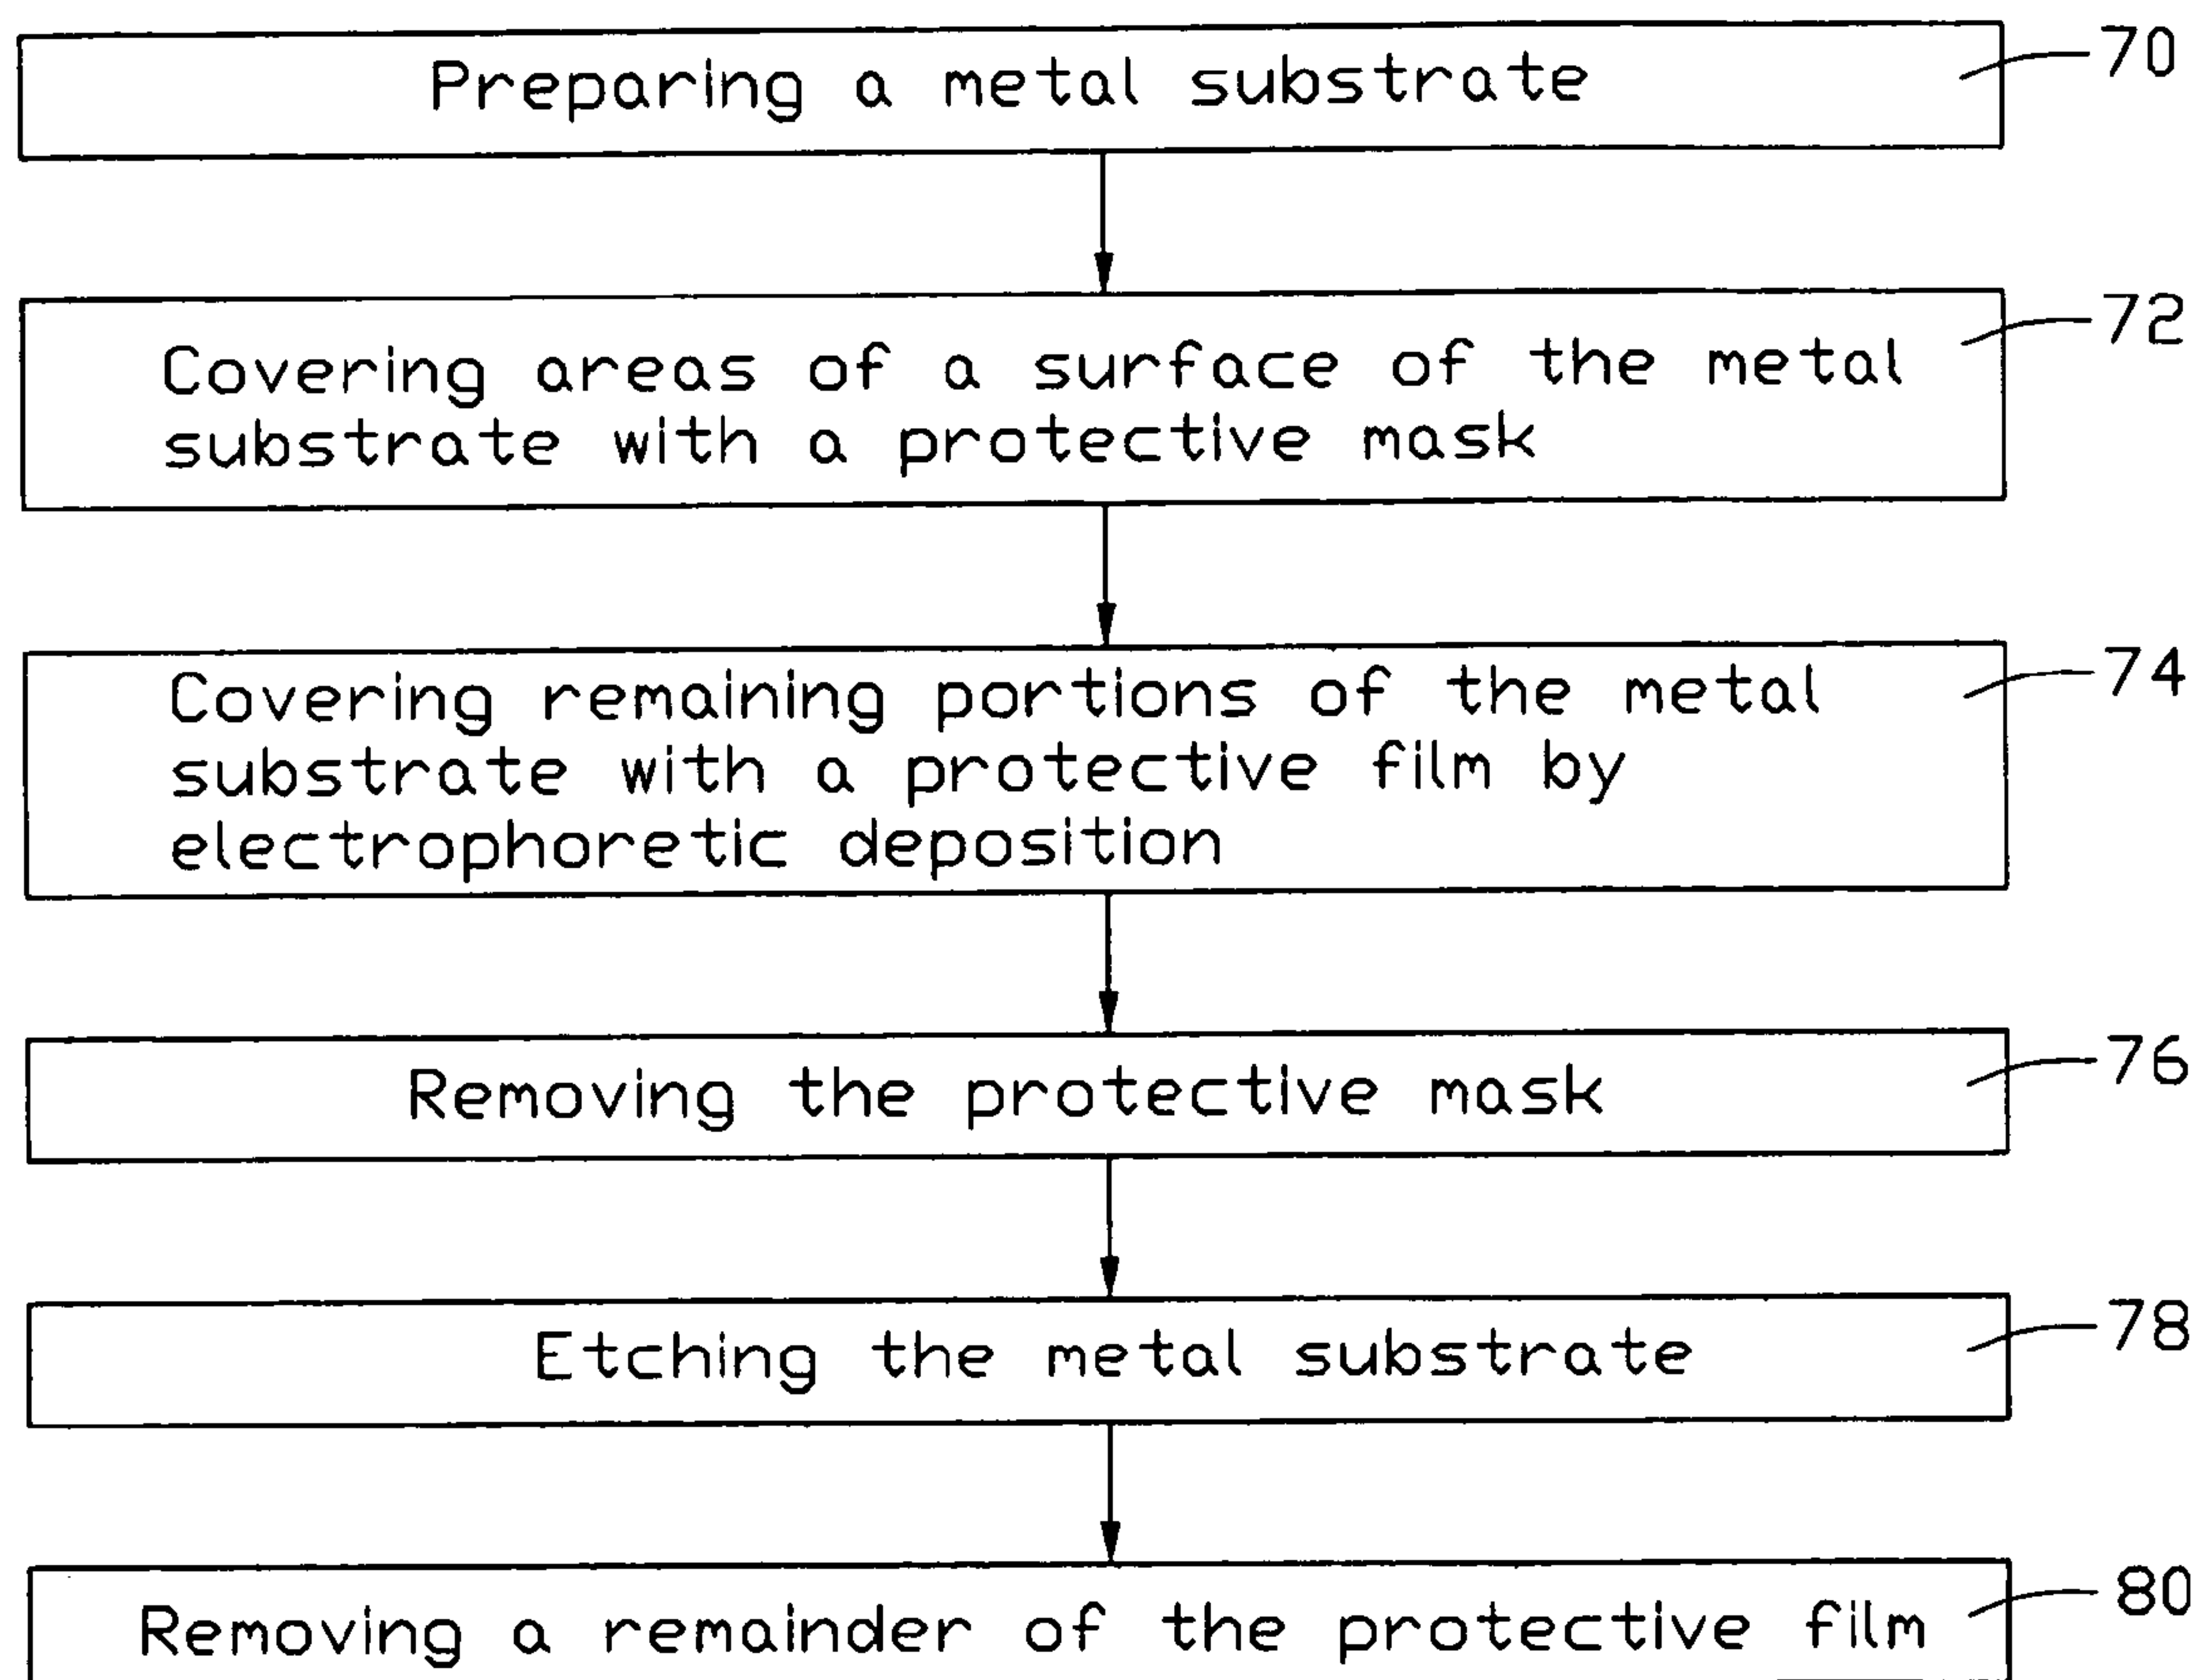 Preparing a metal substrate
70
Covering areas of a surface of the metal
substrate with a protective mask
72
Covering remaining portions of the metal
substrate with a protective film by
electrophoretic deposition
74
Removing the protective mask
76
Etching the metal substrate
78
Removing a remainder of the protective film
80